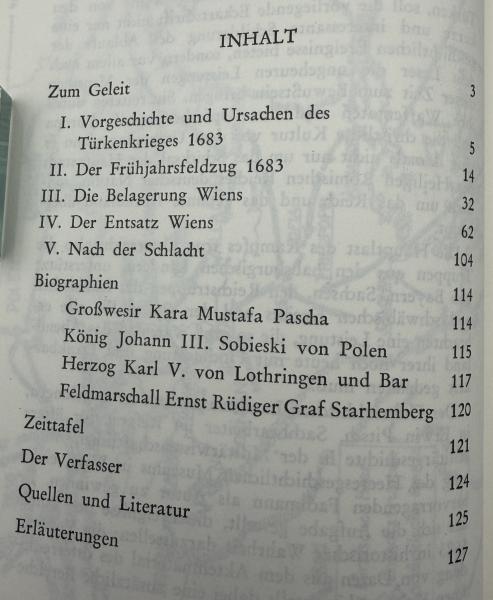 INHALT
Zum Geleit 3
I. Vorgeschichte und Ursachen des
Türkenkrieges 1683 5
II. Der Frühjahrsfeldzug 1683 14
III. Die Belagerung Wiens 32
IV. Der Entsatz Wiens 62
V. Nach der Schlacht 104
Biographien 114
Großwesir Kara Mustafa Pascha 114
König Johann III. Sobieski von Polen 115
Herzog Karl V. von Lothringen und Bar 117
Feldmarschall Ernst Rüdiger Graf Starhemberg 120
Zeittafel 121
Der Verfasser 124
Quellen und Literatur 125
Erläuterungen 127